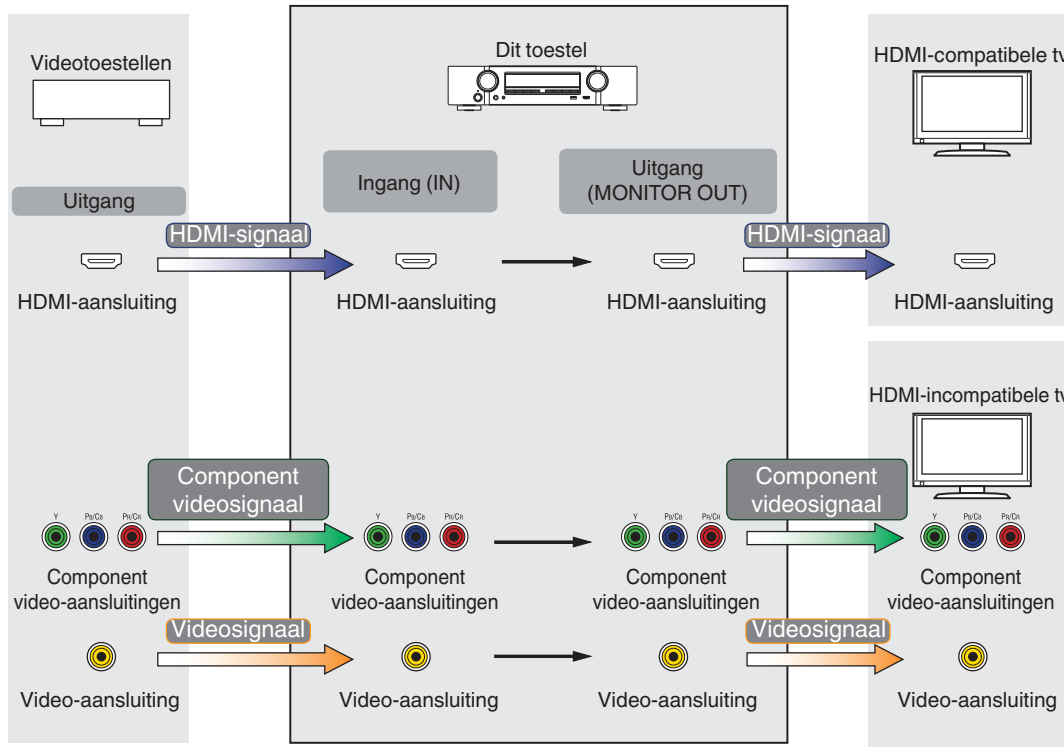 Videotoestellen
Dit toestel
HDMI-compatibele tv
Uitgang
Ingang (IN)
Uitgang
(MONITOR OUT)
HDMI-signaal
HDMI-signaal
HDMI-aansluiting
HDMI-aansluiting
HDMI-aansluiting
HDMI-aansluiting
HDMI-incompatibele tv
Component
videosignaal
Component
videosignaal
Y PB/CB PR/CR
Y PB/CB PR/CR
Y PB/CB PR/CR
Y PB/CB PR/CR
Component
video-aansluitingen
Component
video-aansluitingen
Component
video-aansluitingen
Component
video-aansluitingen
Videosignaal
Videosignaal
Video-aansluiting
Video-aansluiting
Video-aansluiting
Video-aansluiting